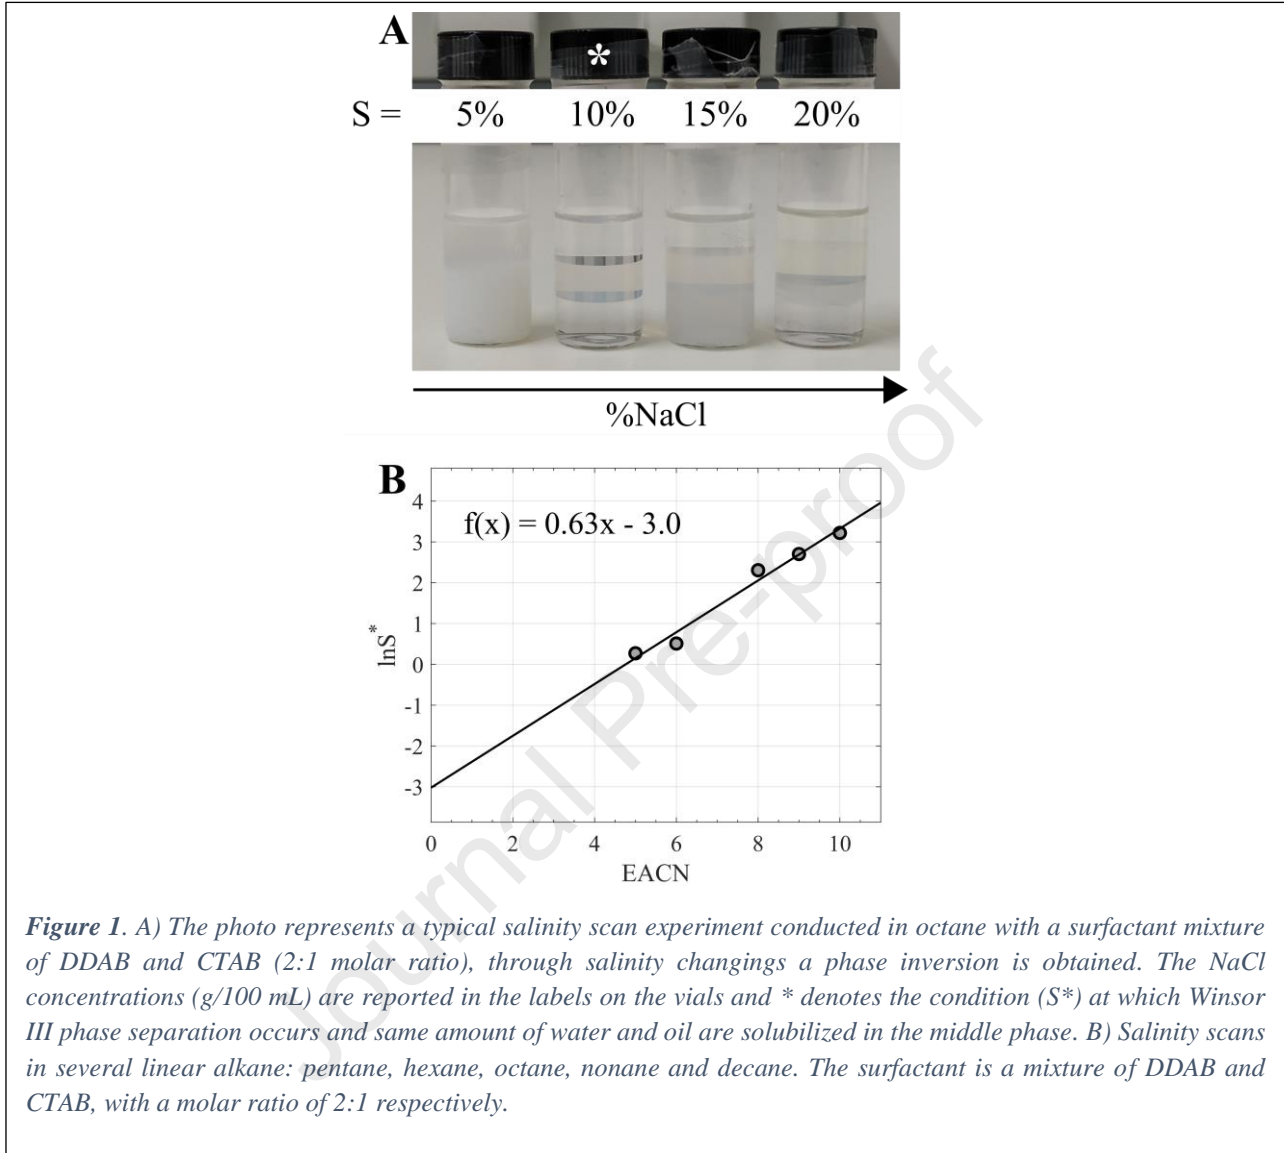 A
*
S = 5% 10% 15% 20%
%NaCl
B
f(x) = 0.63x - 3.0
4
3
2
1
0
-1
-2
-3
lnS*
0 2 4 6 8 10
EACN
Journal Pre-proof
Figure 1. A) The photo represents a typical salinity scan experiment conducted in octane with a surfactant mixture
of DDAB and CTAB (2:1 molar ratio), through salinity changings a phase inversion is obtained. The NaCl
concentrations (g/100 mL) are reported in the labels on the vials and * denotes the condition (S*) at which Winsor
III phase separation occurs and same amount of water and oil are solubilized in the middle phase. B) Salinity scans
in several linear alkane: pentane, hexane, octane, nonane and decane. The surfactant is a mixture of DDAB and
CTAB, with a molar ratio of 2:1 respectively.